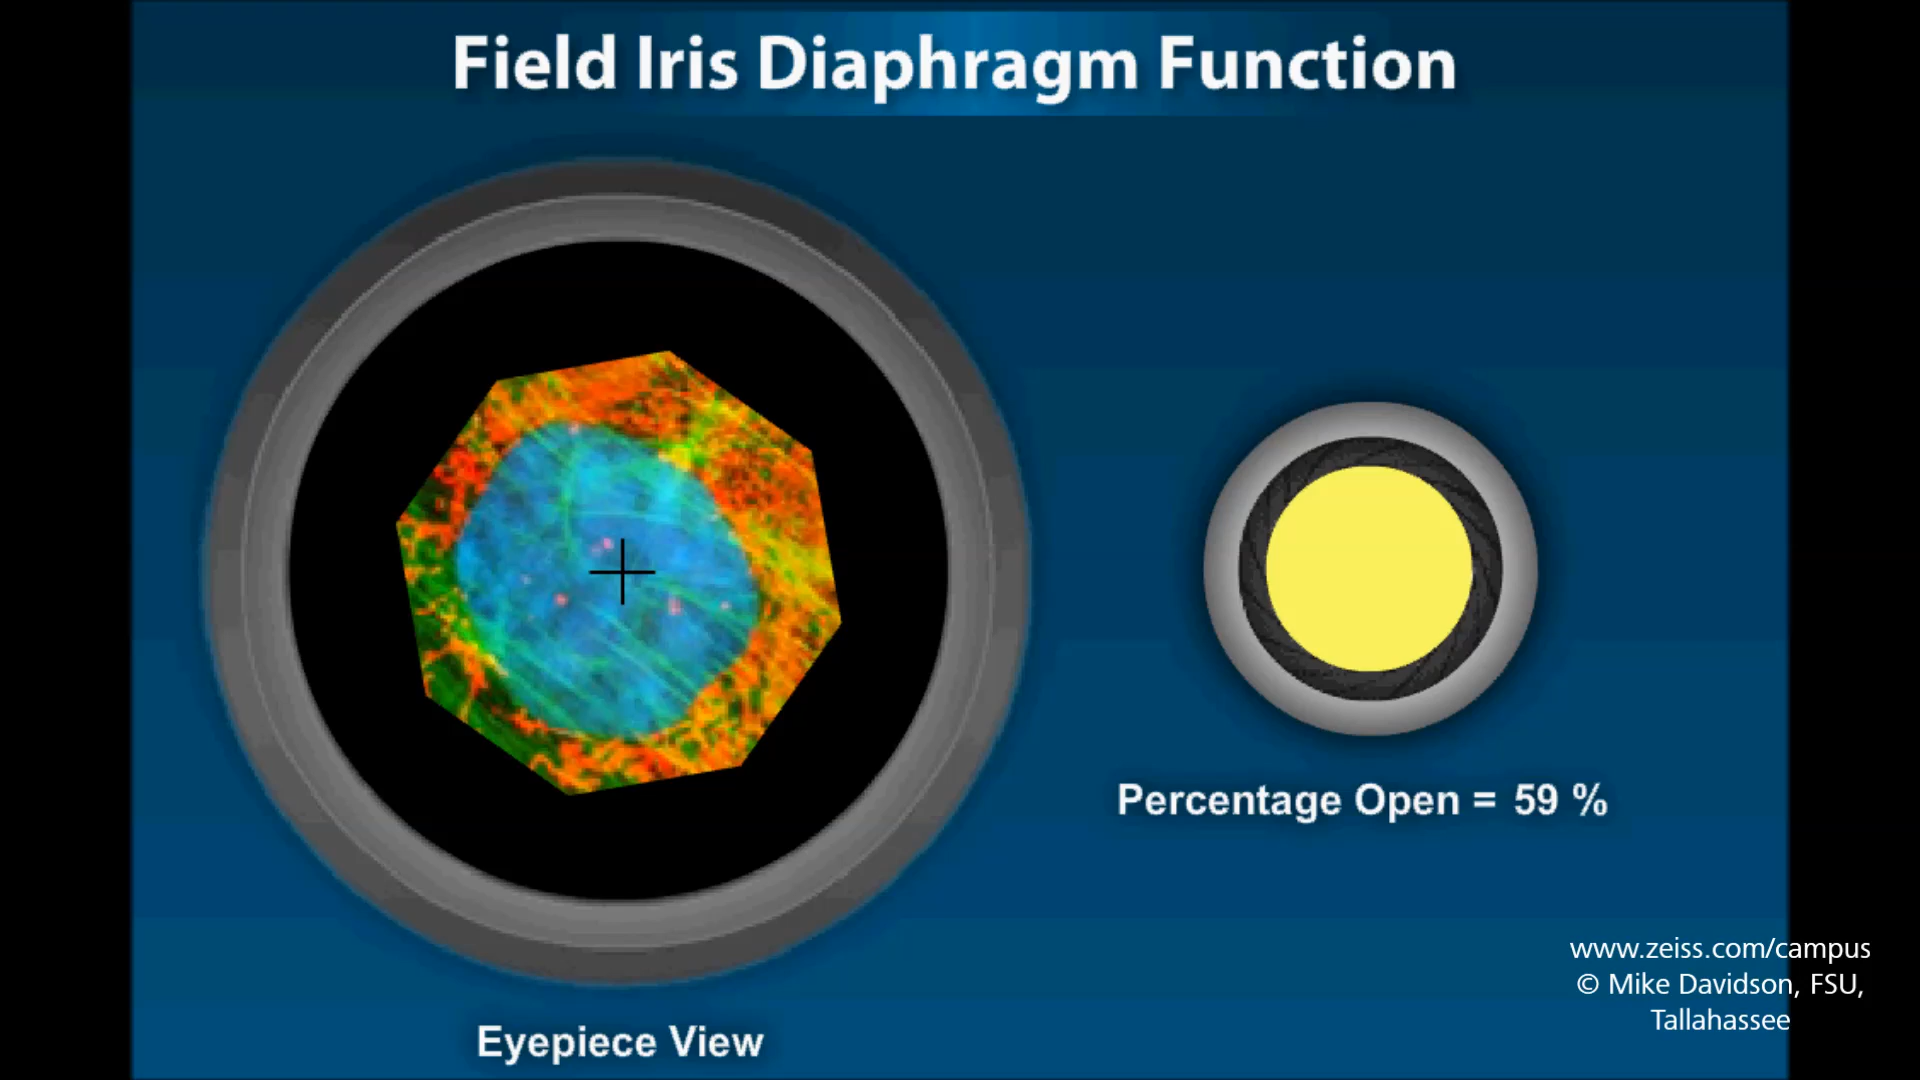 Field Iris Diaphragm Function
Percentage Open = 59 %
www.zeiss.com/campus
© Mike Davidson, FSU,
Tallahassee
Eyepiece View